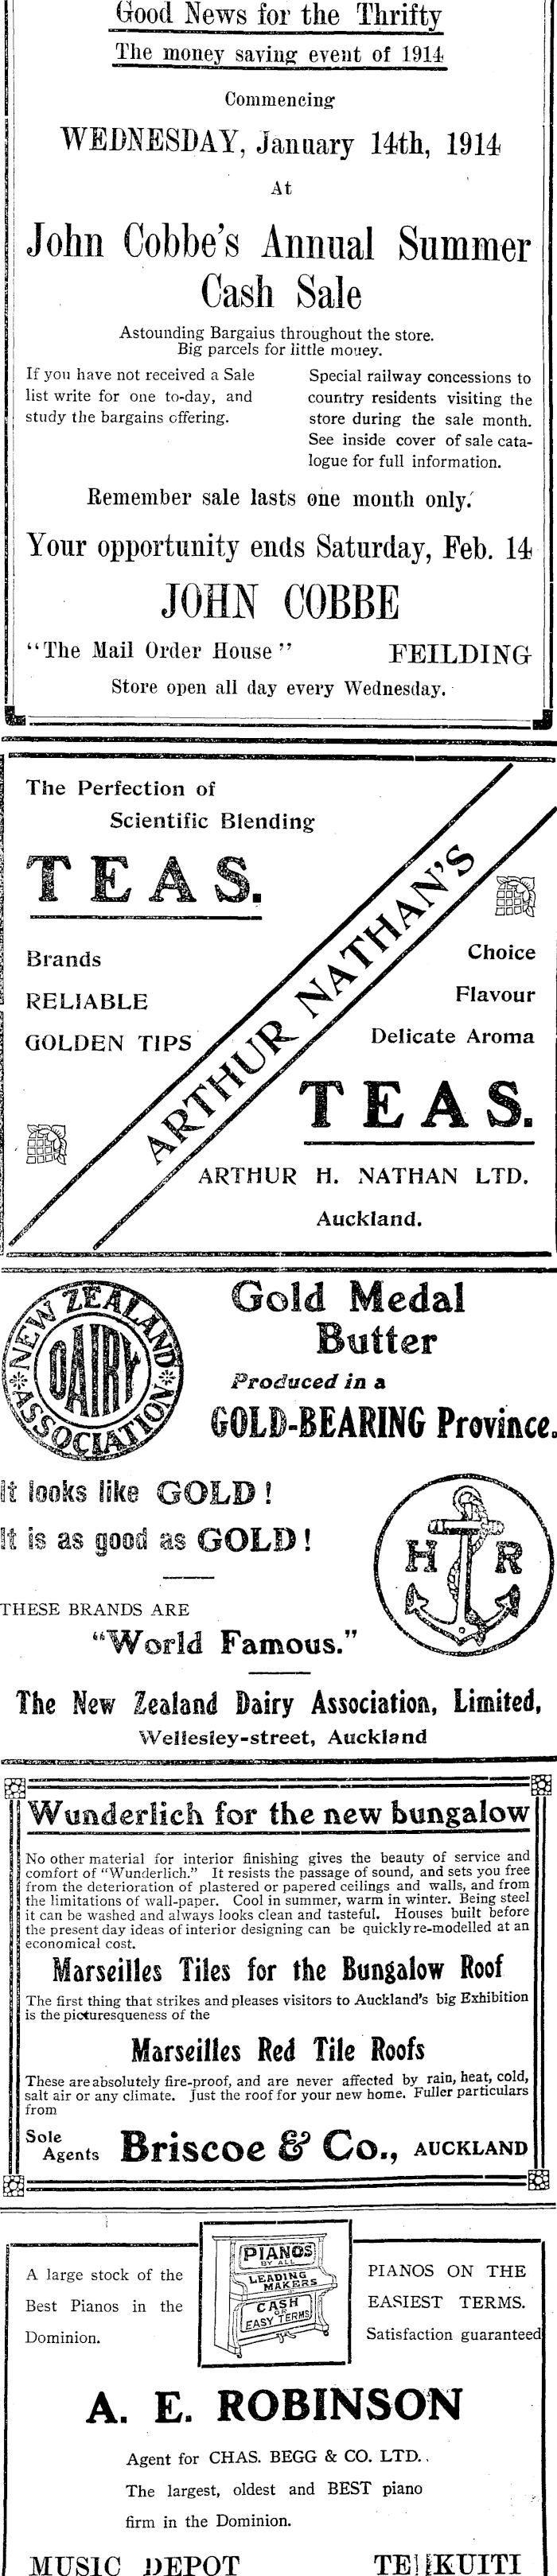 Good News for the Thrifty
The money saving event of 1914
Commencing
WEDNESDAY, January 14th, 1914
At
John Cobbe's Annual Summer
Cash Sale
Astounding Bargaius throughout the store.
Big parcels for little mouey.
If you have not received a Sale
list write for one to-day, and
study the bargains offering.
Special railway concessions to
country residents visiting the
store during the sale month.
See inside cover of sale cata-
logue for full information.
Remember sale lasts one month only.
Your opportunity ends Saturday, Feb. 14
JOHN COBBE
"The Mail Order House"
FEILDING
Store open all day every Wednesday.
The Perfection of
Scientific Blending
TEAS.
Brands
RELIABLE
GOLDEN TIPS
ARTHUR NATHAN'S
Choice
Flavour
Delicate Aroma
TEAS.
ARTHUR H. NATHAN LTD.
Auckland.
NEW ZEALAND
DAIRY
ASSOCIATION
Gold Medal
Butter
Produced in a
GOLD-BEARING Province.
It looks like GOLD!
It is as good as GOLD!
H R
THESE BRANDS ARE
"World Famous."
The New Zealand Dairy Association, Limited,
Wellesley-street, Auckland
Wunderlich for the new bungalow
No other material for interior finishing gives the beauty of service and
comfort of "Wunderlich." It resists the passage of sound, and sets you free
from the deterioration of plastered or papered ceilings and walls, and from
the limitations of wall-paper. Cool in summer, warm in winter. Being steel
it can be washed and always looks clean and tasteful. Houses built before
the present day ideas of interior designing can be quickly re-modelled at an
economical cost.
Marseilles Tiles for the Bungalow Roof
The first thing that strikes and pleases visitors to Auckland's big Exhibition
is the picturesqueness of the
Marseilles Red Tile Roofs
These are absolutely fire-proof, and are never affected by rain, heat, cold,
salt air or any climate. Just the roof for your new home. Fuller particulars
from
Sole
Agents
Briscoe & Co., AUCKLAND
A large stock of the
Best Pianos in the
Dominion.
PIANOS
BY ALL
LEADING
MAKERS
CASH
OR
EASY TERMS
PIANOS ON THE
EASIEST TERMS.
Satisfaction guaranteed
A. E. ROBINSON
Agent for CHAS. BEGG & CO. LTD.
The largest, oldest and BEST piano
firm in the Dominion.
MUSIC DEPOT
TE KUITI